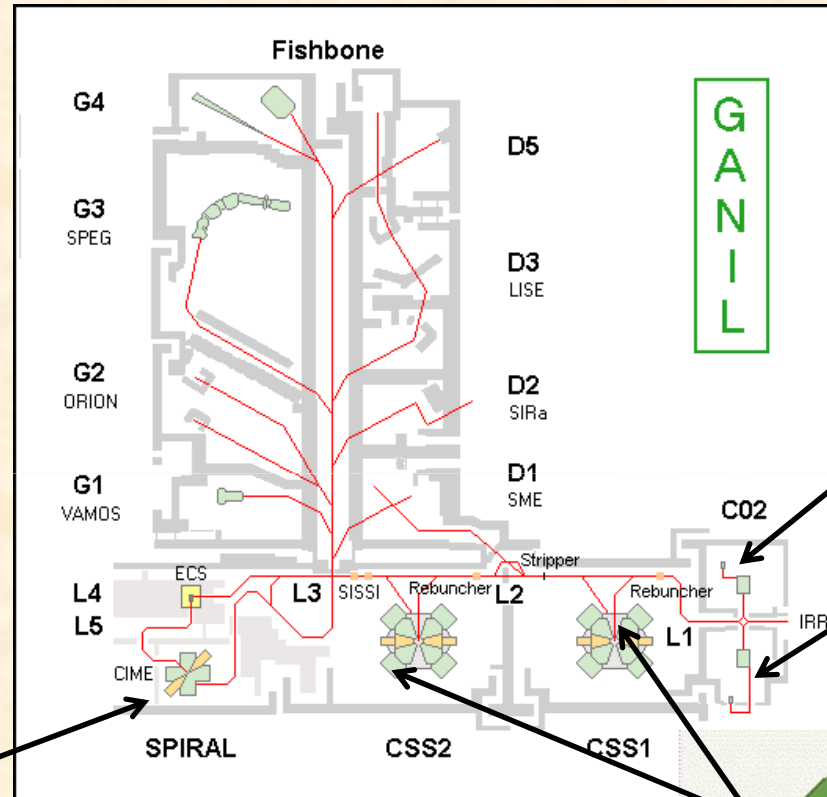 Fishbone
G4
G
A
N
I
L
D5
G3
SPEG
D3
LISE
G2
ORION
D2
SIRa
G1
VAMOS
D1
SME
C02
ECS
Stripper
L4
L3
SISSI
Rebuncher
L2
Rebuncher
L5
L1
IRR
CIME
SPIRAL
CSS2
CSS1